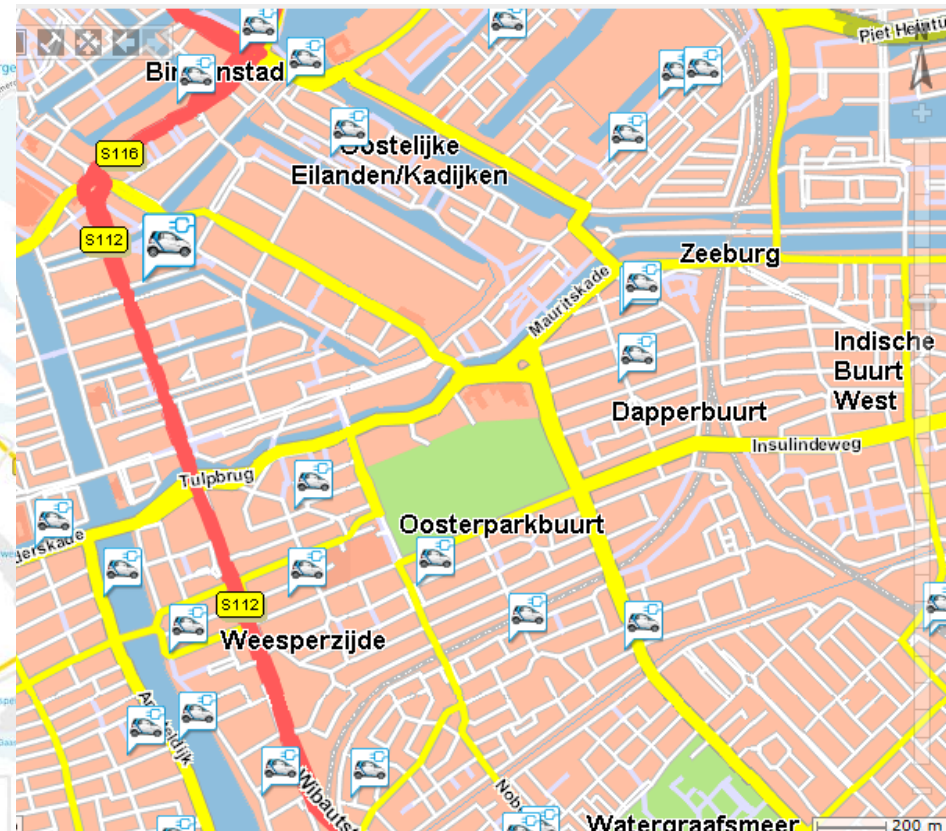 Piet Hein
N
Oostelijke
Eilanden/Kadijken
S116
S112
Zeeburg
Mauritskade
Indische
Buurt
West
Dapperbuurt
Insulindeweg
Tulpbrug
Oosterparkbuurt
S112
Weesperzijde
Watergraafsmeer
200 m